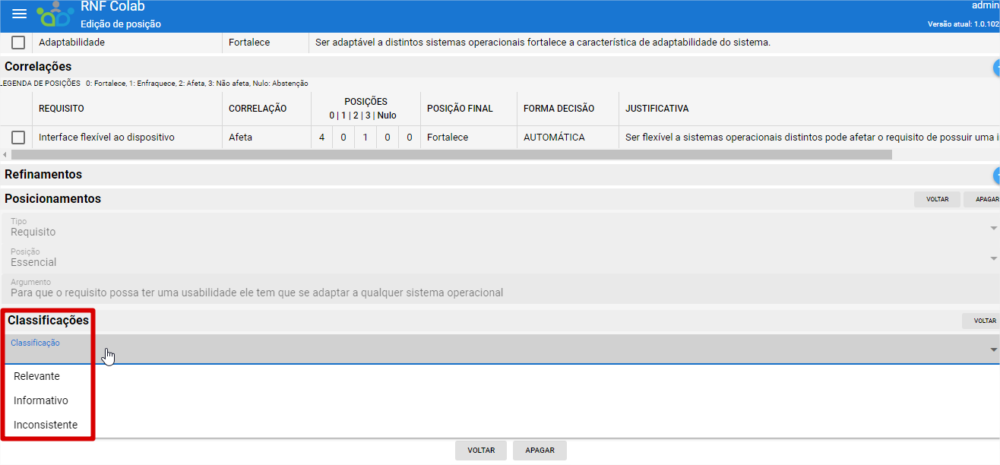 RNF Colab
admin
Edição de posição
Versão atual: 1.0.102
Adaptabilidade Fortalece Ser adaptável a distintos sistemas operacionais fortalece a característica de adaptabilidade do sistema.
Correlações
LEGENDA DE POSIÇÕES 0: Fortalece, 1: Enfraquece, 2: Afeta, 3: Não afeta, Nulo: Abstenção
REQUISITO CORRELAÇÃO POSIÇÕES POSIÇÃO FINAL FORMA DECISÃO JUSTIFICATIVA
0 | 1 | 2 | 3 | Nulo
Interface flexível ao dispositivo Afeta 4 0 1 0 0 Fortalece AUTOMÁTICA Ser flexível a sistemas operacionais distintos pode afetar o requisito de possuir uma i
Refinamentos
Posicionamentos VOLTAR APAGAR
Tipo
Requisito
Posição
Essencial
Argumento
Para que o requisito possa ter uma usabilidade ele tem que se adaptar a qualquer sistema operacional
Classificações VOLTAR
Classificação
Relevante
Informativo
Inconsistente
VOLTAR APAGAR